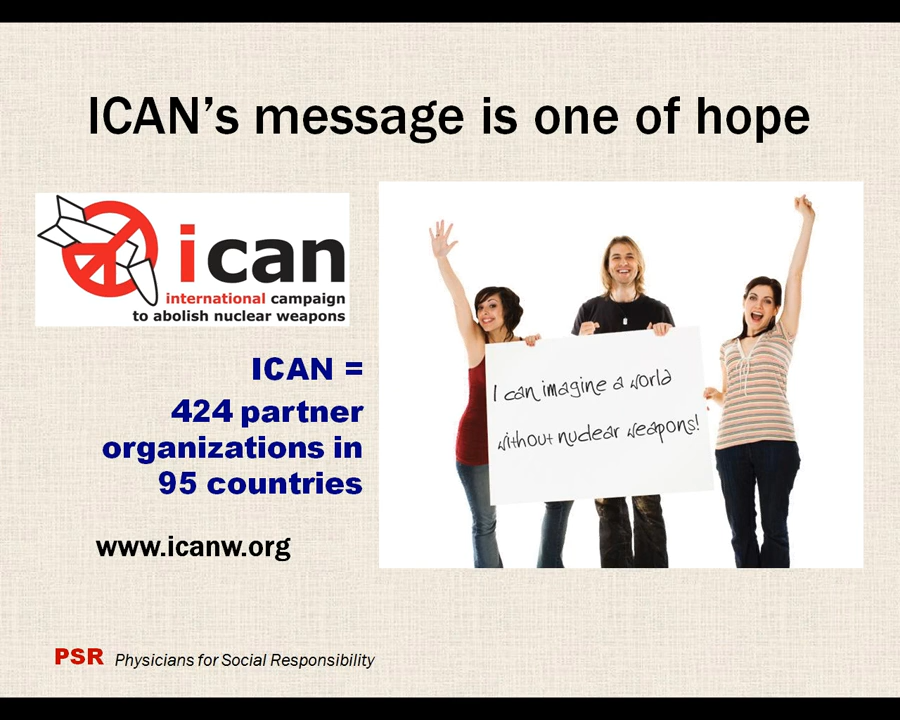 ICAN’s message is one of hope
ican
international campaign
to abolish nuclear weapons
ICAN =
424 partner
organizations in
95 countries
www.icanw.org
I can imagine a world
without nuclear weapons!
PSR Physicians for Social Responsibility